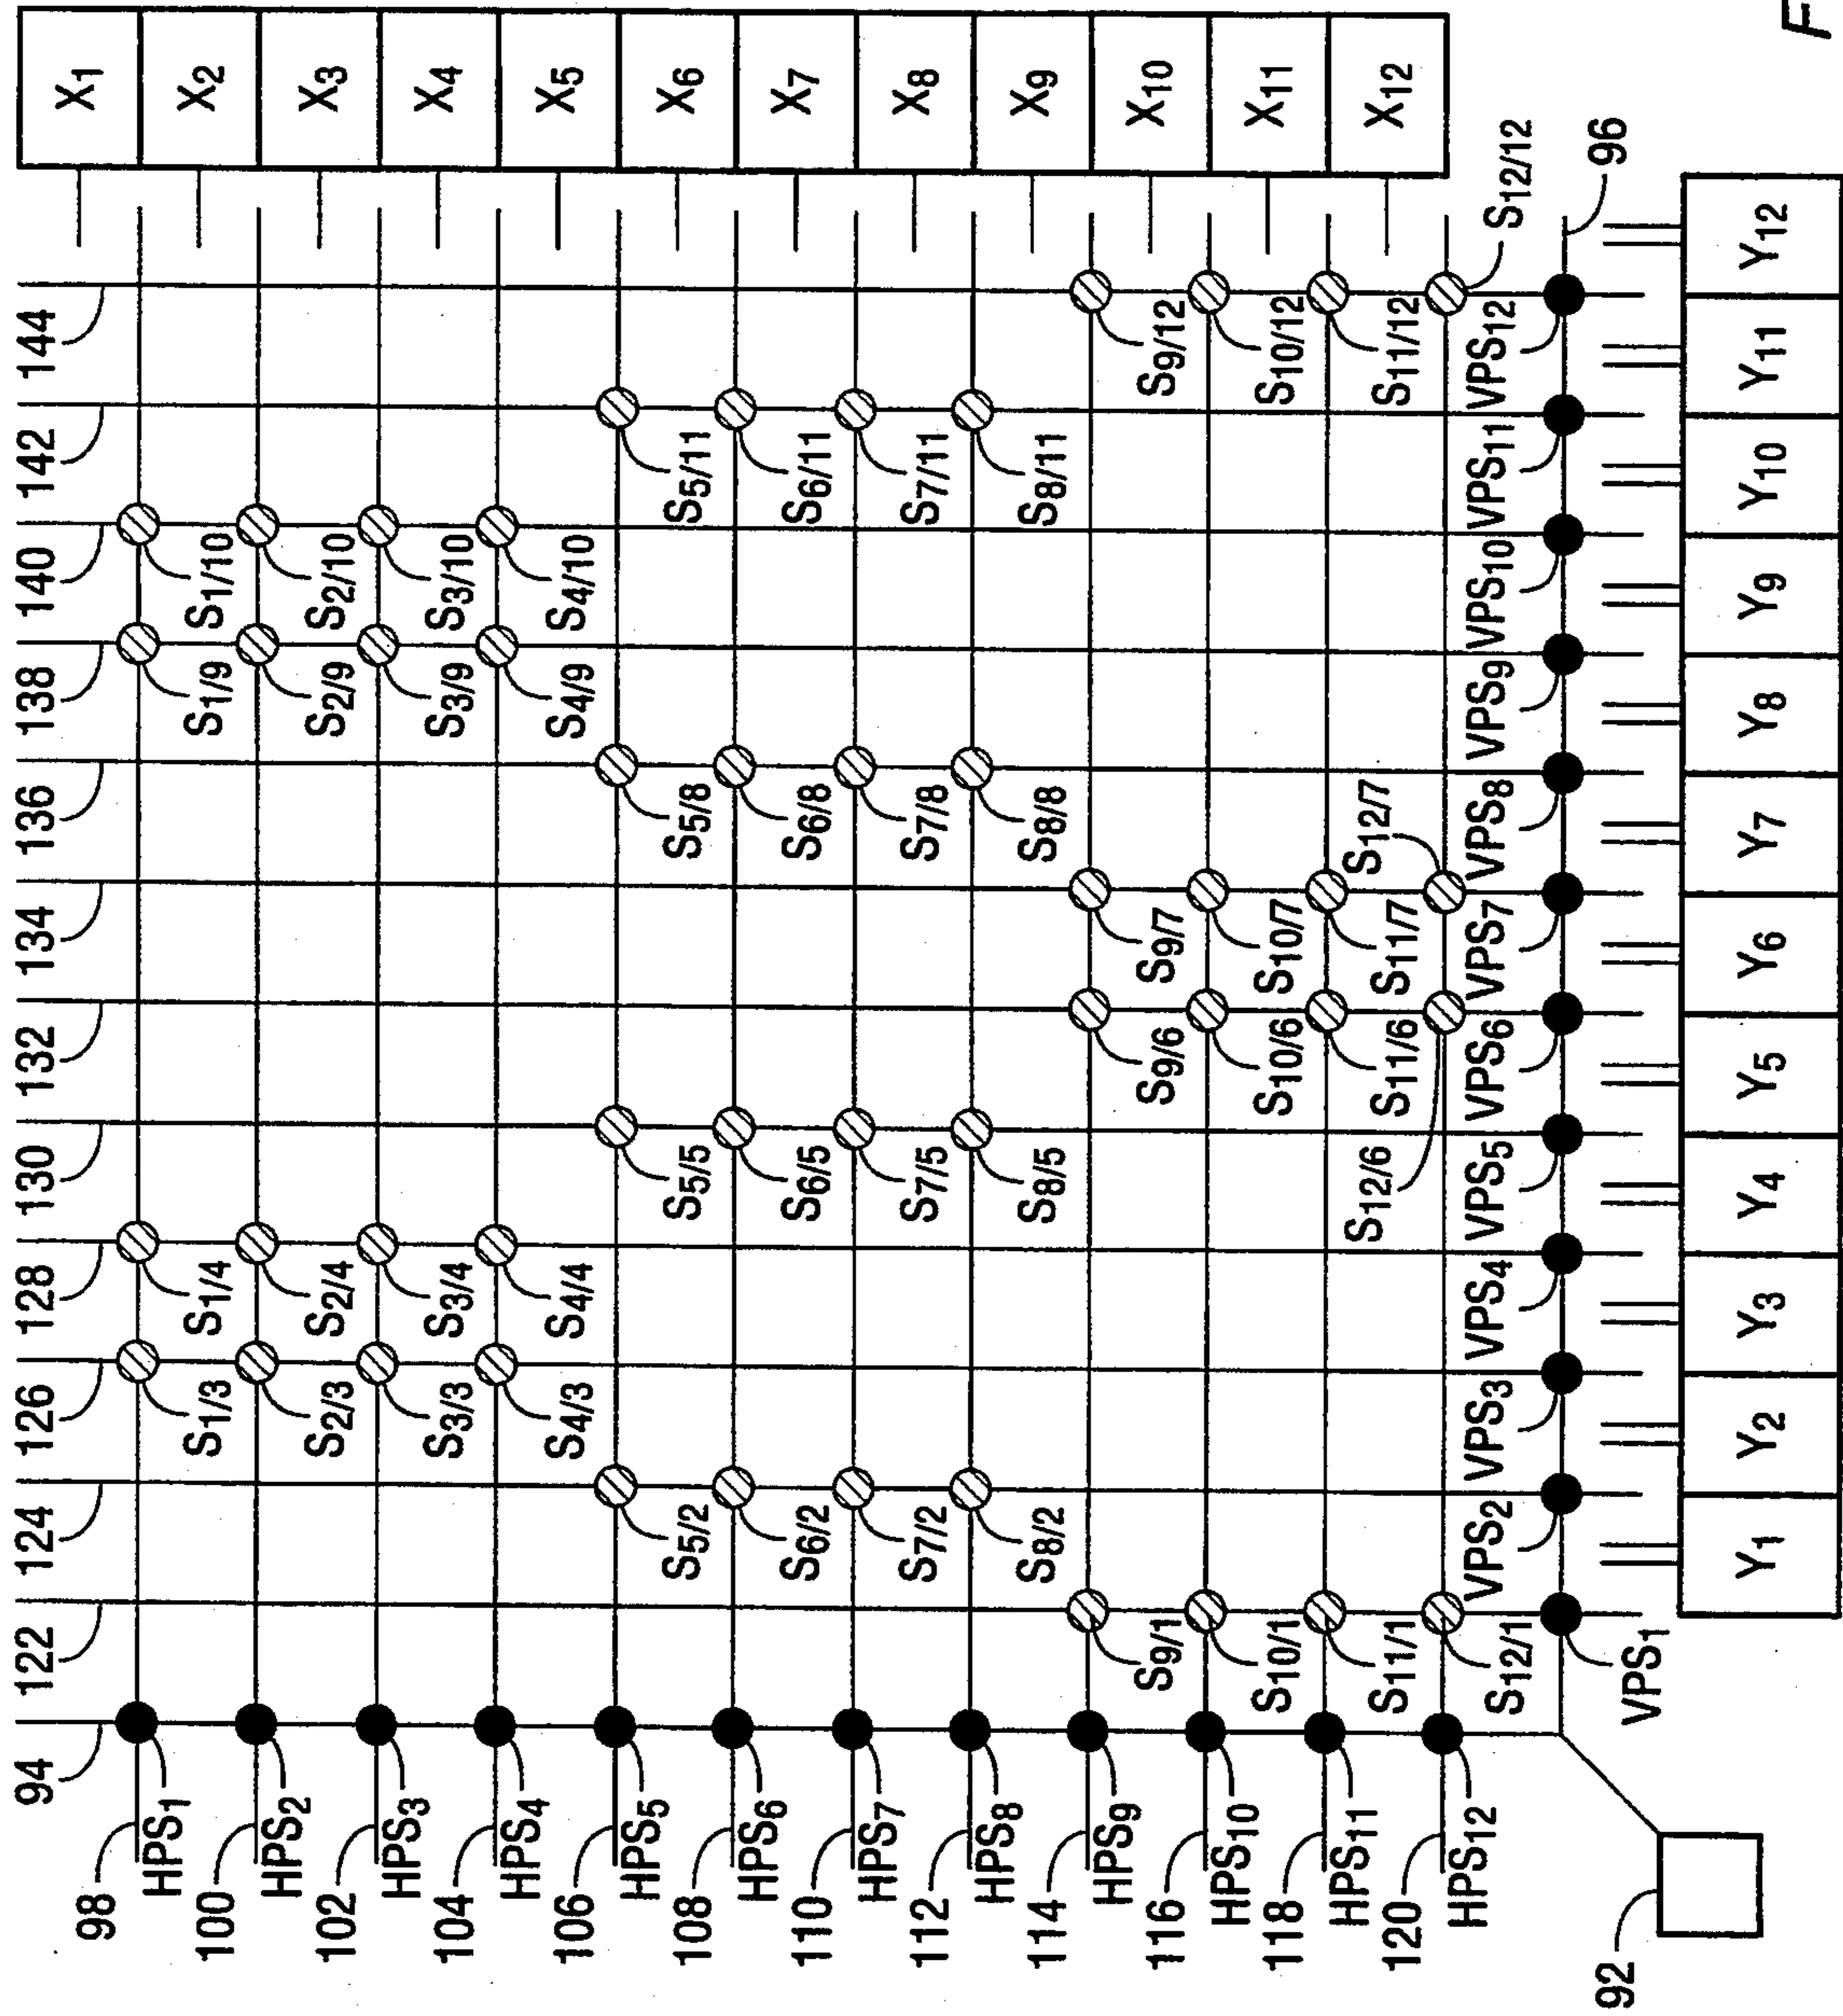 94 122 124 126 128 130 132 134 136 138 140 142 144
98
HPS1
100
HPS2
102
HPS3
104
HPS4
106
HPS5
108
HPS6
110
HPS7
112
HPS8
114
HPS9
116
HPS10
118
HPS11
120
HPS12
92
S1/3 S1/4 S1/9 S1/10
S2/3 S2/4 S2/9 S2/10
S3/3 S3/4 S3/9 S3/10
S4/3 S4/4 S4/9 S4/10
S5/2 S5/5 S5/8 S5/11
S6/2 S6/5 S6/8 S6/11
S7/2 S7/5 S7/8 S7/11
S8/2 S8/5 S8/8 S8/11
S9/1 S9/6 S9/7 S9/12
S10/1 S10/6 S10/7 S10/12
S11/1 S11/6 S11/7 S11/12
S12/1 S12/6 S12/7 S12/12
VPS1 VPS2 VPS3 VPS4 VPS5 VPS6 VPS7 VPS8 VPS9 VPS10 VPS11 VPS12
96
Y1 Y2 Y3 Y4 Y5 Y6 Y7 Y8 Y9 Y10 Y11 Y12
X1
X2
X3
X4
X5
X6
X7
X8
X9
X10
X11
X12
F